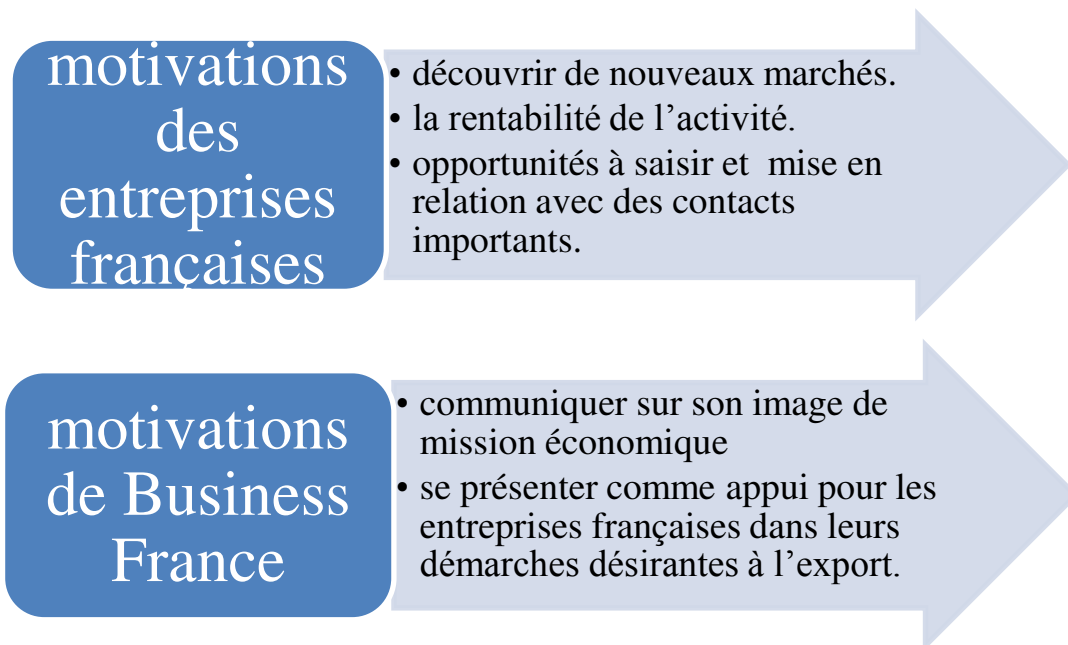 motivations
des
entreprises
françaises
• découvrir de nouveaux marchés.
• la rentabilité de l’activité.
• opportunités à saisir et  mise en
relation avec des contacts
importants.
motivations
de Business
France
• communiquer sur son image de
mission économique
• se présenter comme appui pour les
entreprises françaises dans leurs
démarches désirantes à l’export.